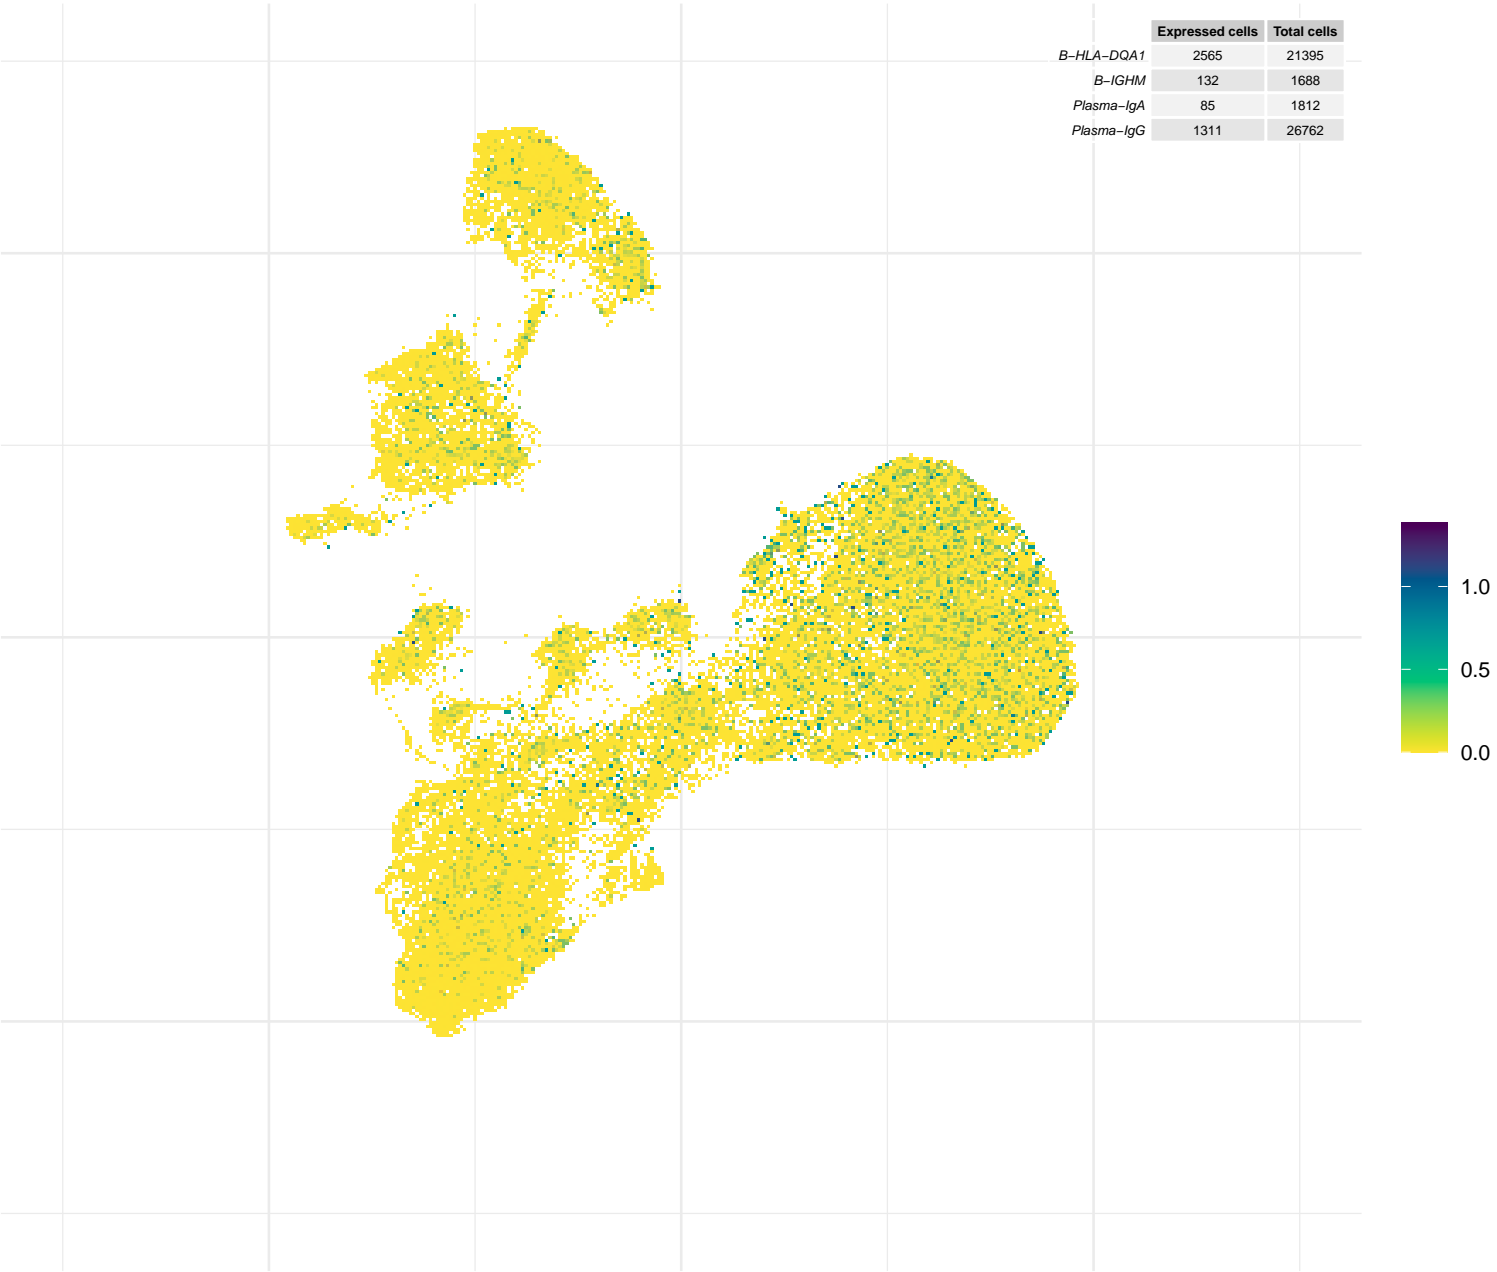 Expressed cells Total cells
B−HLA−DQA1 2565 21395
B−IGHM 132 1688
Plasma−IgA 85 1812
Plasma−IgG 1311 26762
1.0
0.5
0.0